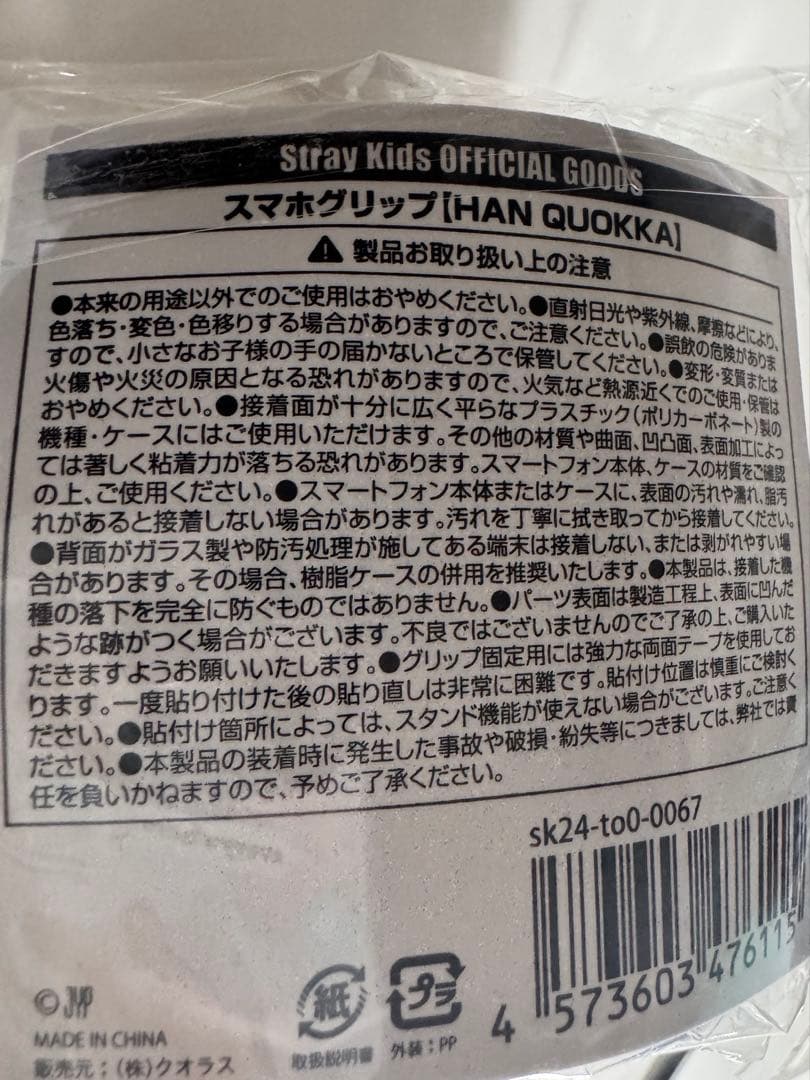 Stray Kids OFFICIAL GOODS
スマホグリップ【HAN QUOKKA】
製品お取り扱い上の注意
●本来の用途以外でのご使用はおやめください。●直射日光や紫外線、摩擦などにより、
色落ち・変色・色移りする場合がありますので、ご注意ください。●誤飲の危険がありま
すので、小さなお子様の手の届かないところで保管してください。●変形・変質または
火傷や火災の原因となる恐れがありますので、火気など熱源近くでのご使用・保管は
おやめください。●接着面が十分に広く平らなプラスチック(ポリカーボネート)製の
機種・ケースにはご使用いただけます。その他の材質や曲面、凹凸面、表面加工によっ
ては著しく粘着力が落ちる恐れがあります。スマートフォン本体、ケースの材質をご確認
の上、ご使用ください。●スマートフォン本体またはケースに、表面の汚れや濡れ、脂汚
れがあると接着しない場合があります。汚れを丁寧に拭き取ってから接着してください。
●背面がガラス製や防汚処理が施してある端末は接着しない、または剥がれやすい場
合があります。その場合、樹脂ケースの併用を推奨いたします。●本製品は、接着した機
種の落下を完全に防ぐものではありません。●パーツ表面は製造工程上、表面に凹んだ
ような跡がつく場合がございます。不良ではございませんのでご了承の上、ご購入いた
だきますようお願いいたします。●グリップ固定用には強力な両面テープを使用してお
ります。一度貼り付けた後の貼り直しは非常に困難です。貼付け位置は慎重にご検討く
ださい。●貼付け箇所によっては、スタンド機能が使えない場合がございます。ご注意く
ださい。●本製品の装着時に発生した事故や破損・紛失等につきましては、弊社では責
任を負いかねますので、予めご了承ください。
sk24-to0-0067
4 573603 476115
©JYP
MADE IN CHINA
販売元:(株)クオラス
紙
取扱説明書
プラ
外装:PP